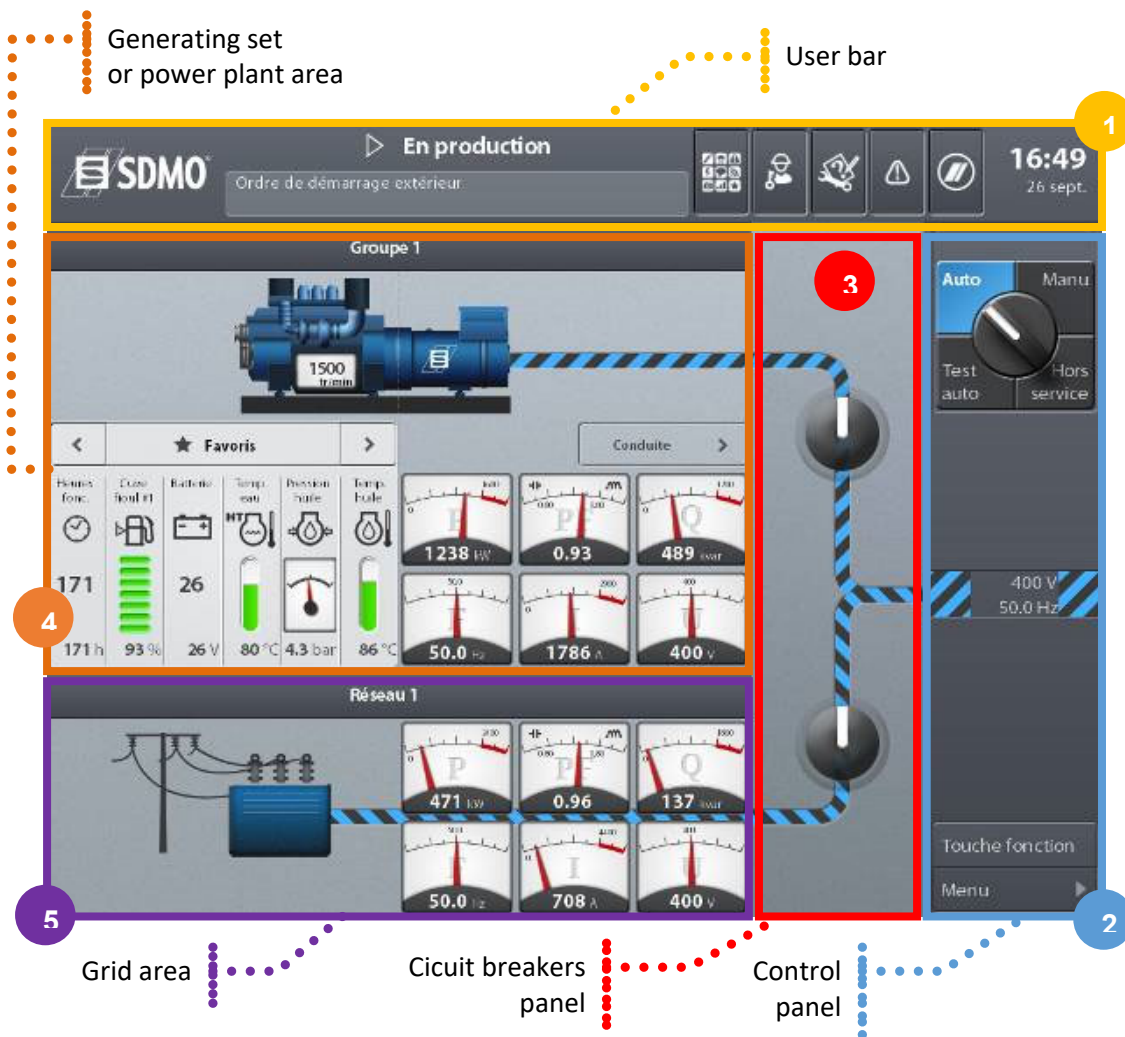 Generating set
or power plant area
User bar
1
SDMO
En production
Ordre de démarrage extérieur
16:49
26 sept.
Groupe 1
3
Auto
Manu
Test
auto
Hors
service
1500
tr/min
Favoris
Conduite
Heures
fonc.
Cuve
fioul #1
Batterie
Temp.
eau
Pression
huile
Temp.
huile
HT
171
26
171 h
93 %
26 V
80 °C
4.3 bar
86 °C
P
1238 kW
PF
0.93
Q
489 kvar
50.0 Hz
I
1786 A
U
400 V
400 V
50.0 Hz
4
Réseau 1
P
471 kW
PF
0.96
Q
137 kvar
50.0 Hz
I
708 A
U
400 V
Touche fonction
Menu
5
2
Grid area
Cicuit breakers
panel
Control
panel